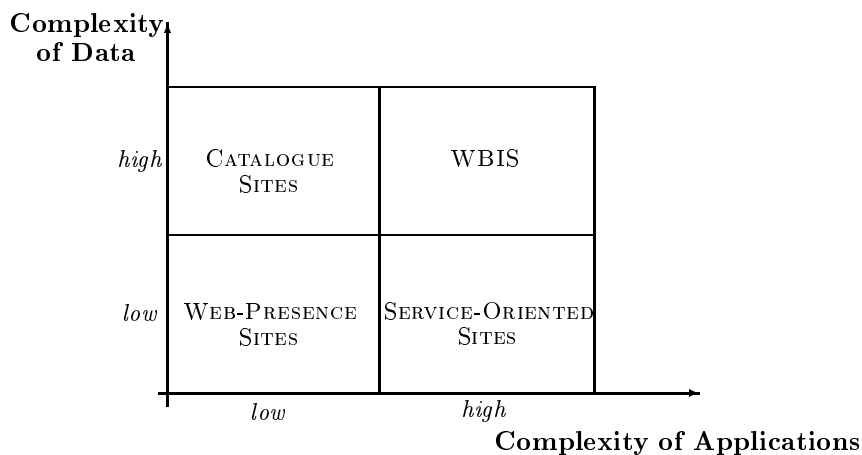 Complexity
of Data
high
CATALOGUE
SITES
WBIS
low
WEB-PRESENCE
SITES
SERVICE-ORIENTED
SITES
low
high
Complexity of Applications